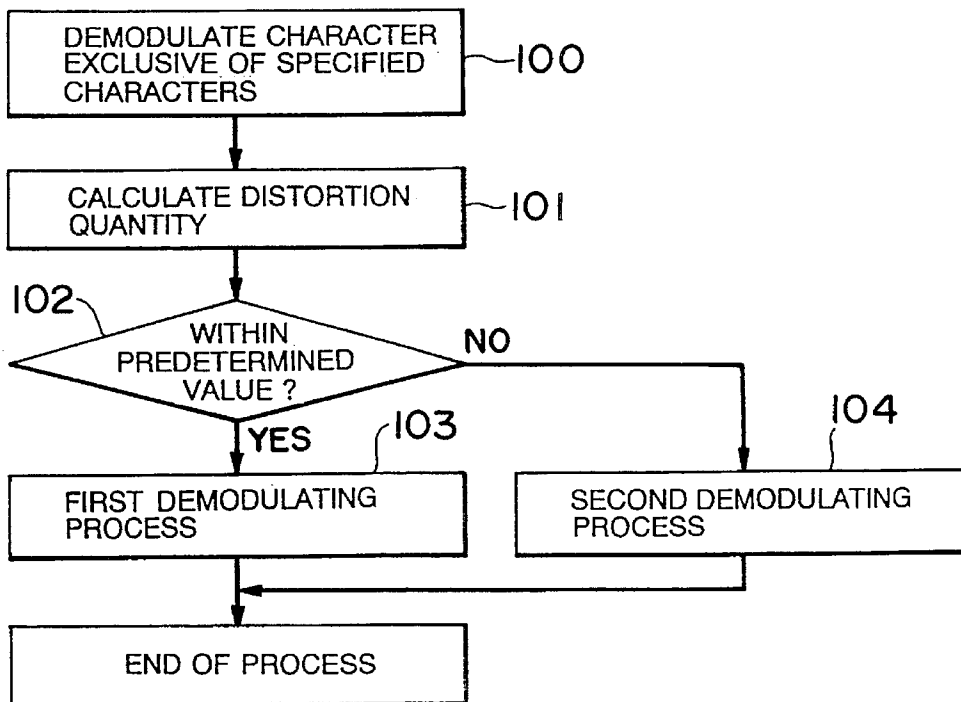 DEMODULATE CHARACTER
EXCLUSIVE OF SPECIFIED
CHARACTERS
100
CALCULATE DISTORTION
QUANTITY
101
102
WITHIN
PREDETERMINED
VALUE ?
NO
YES
103
104
FIRST DEMODULATING
PROCESS
SECOND DEMODULATING
PROCESS
END OF PROCESS